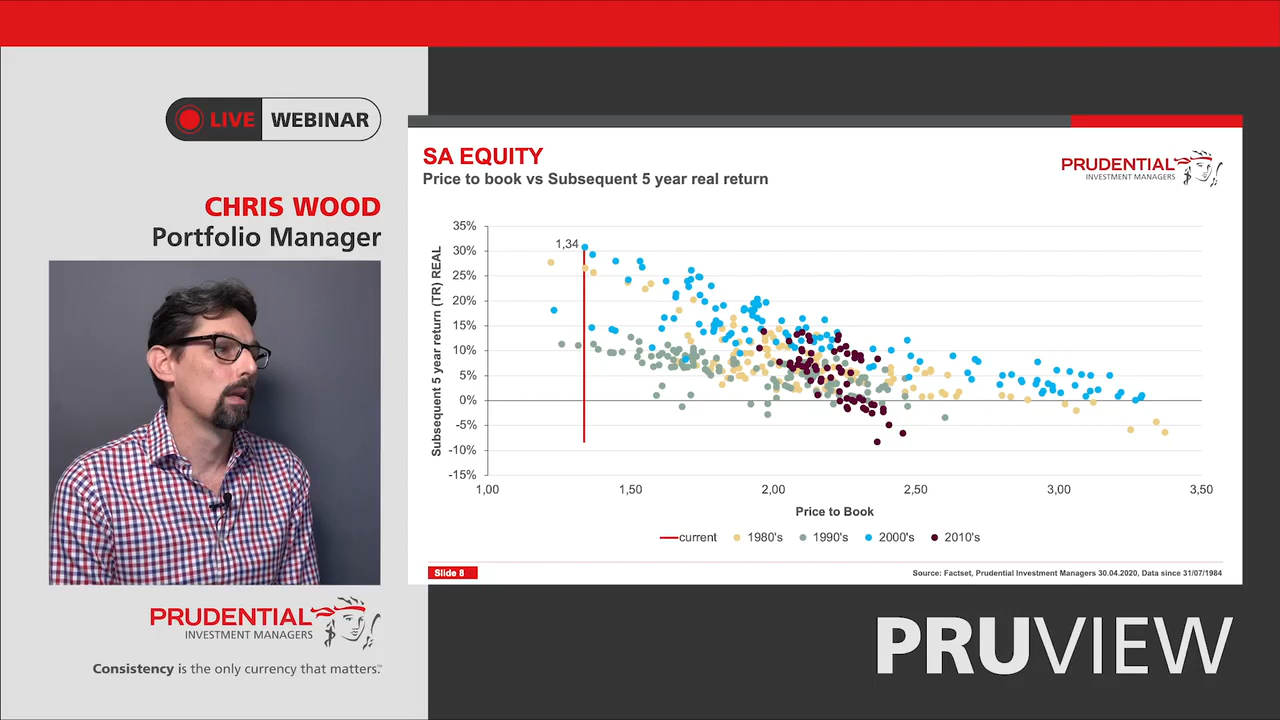 LIVE WEBINAR
CHRIS WOOD
Portfolio Manager
PRUDENTIAL
INVESTMENT MANAGERS
Consistency is the only currency that matters.™
SA EQUITY
Price to book vs Subsequent 5 year real return
PRUDENTIAL
INVESTMENT MANAGERS
Subsequent 5 year return (TR) REAL
35%
30%
25%
20%
15%
10%
5%
0%
-5%
-10%
-15%
1,34
1,00 1,50 2,00 2,50 3,00 3,50
Price to Book
current 1980's 1990's 2000's 2010's
Slide 8
Source: Factset, Prudential Investment Managers 30.04.2020, Data since 31/07/1984
PRUVIEW